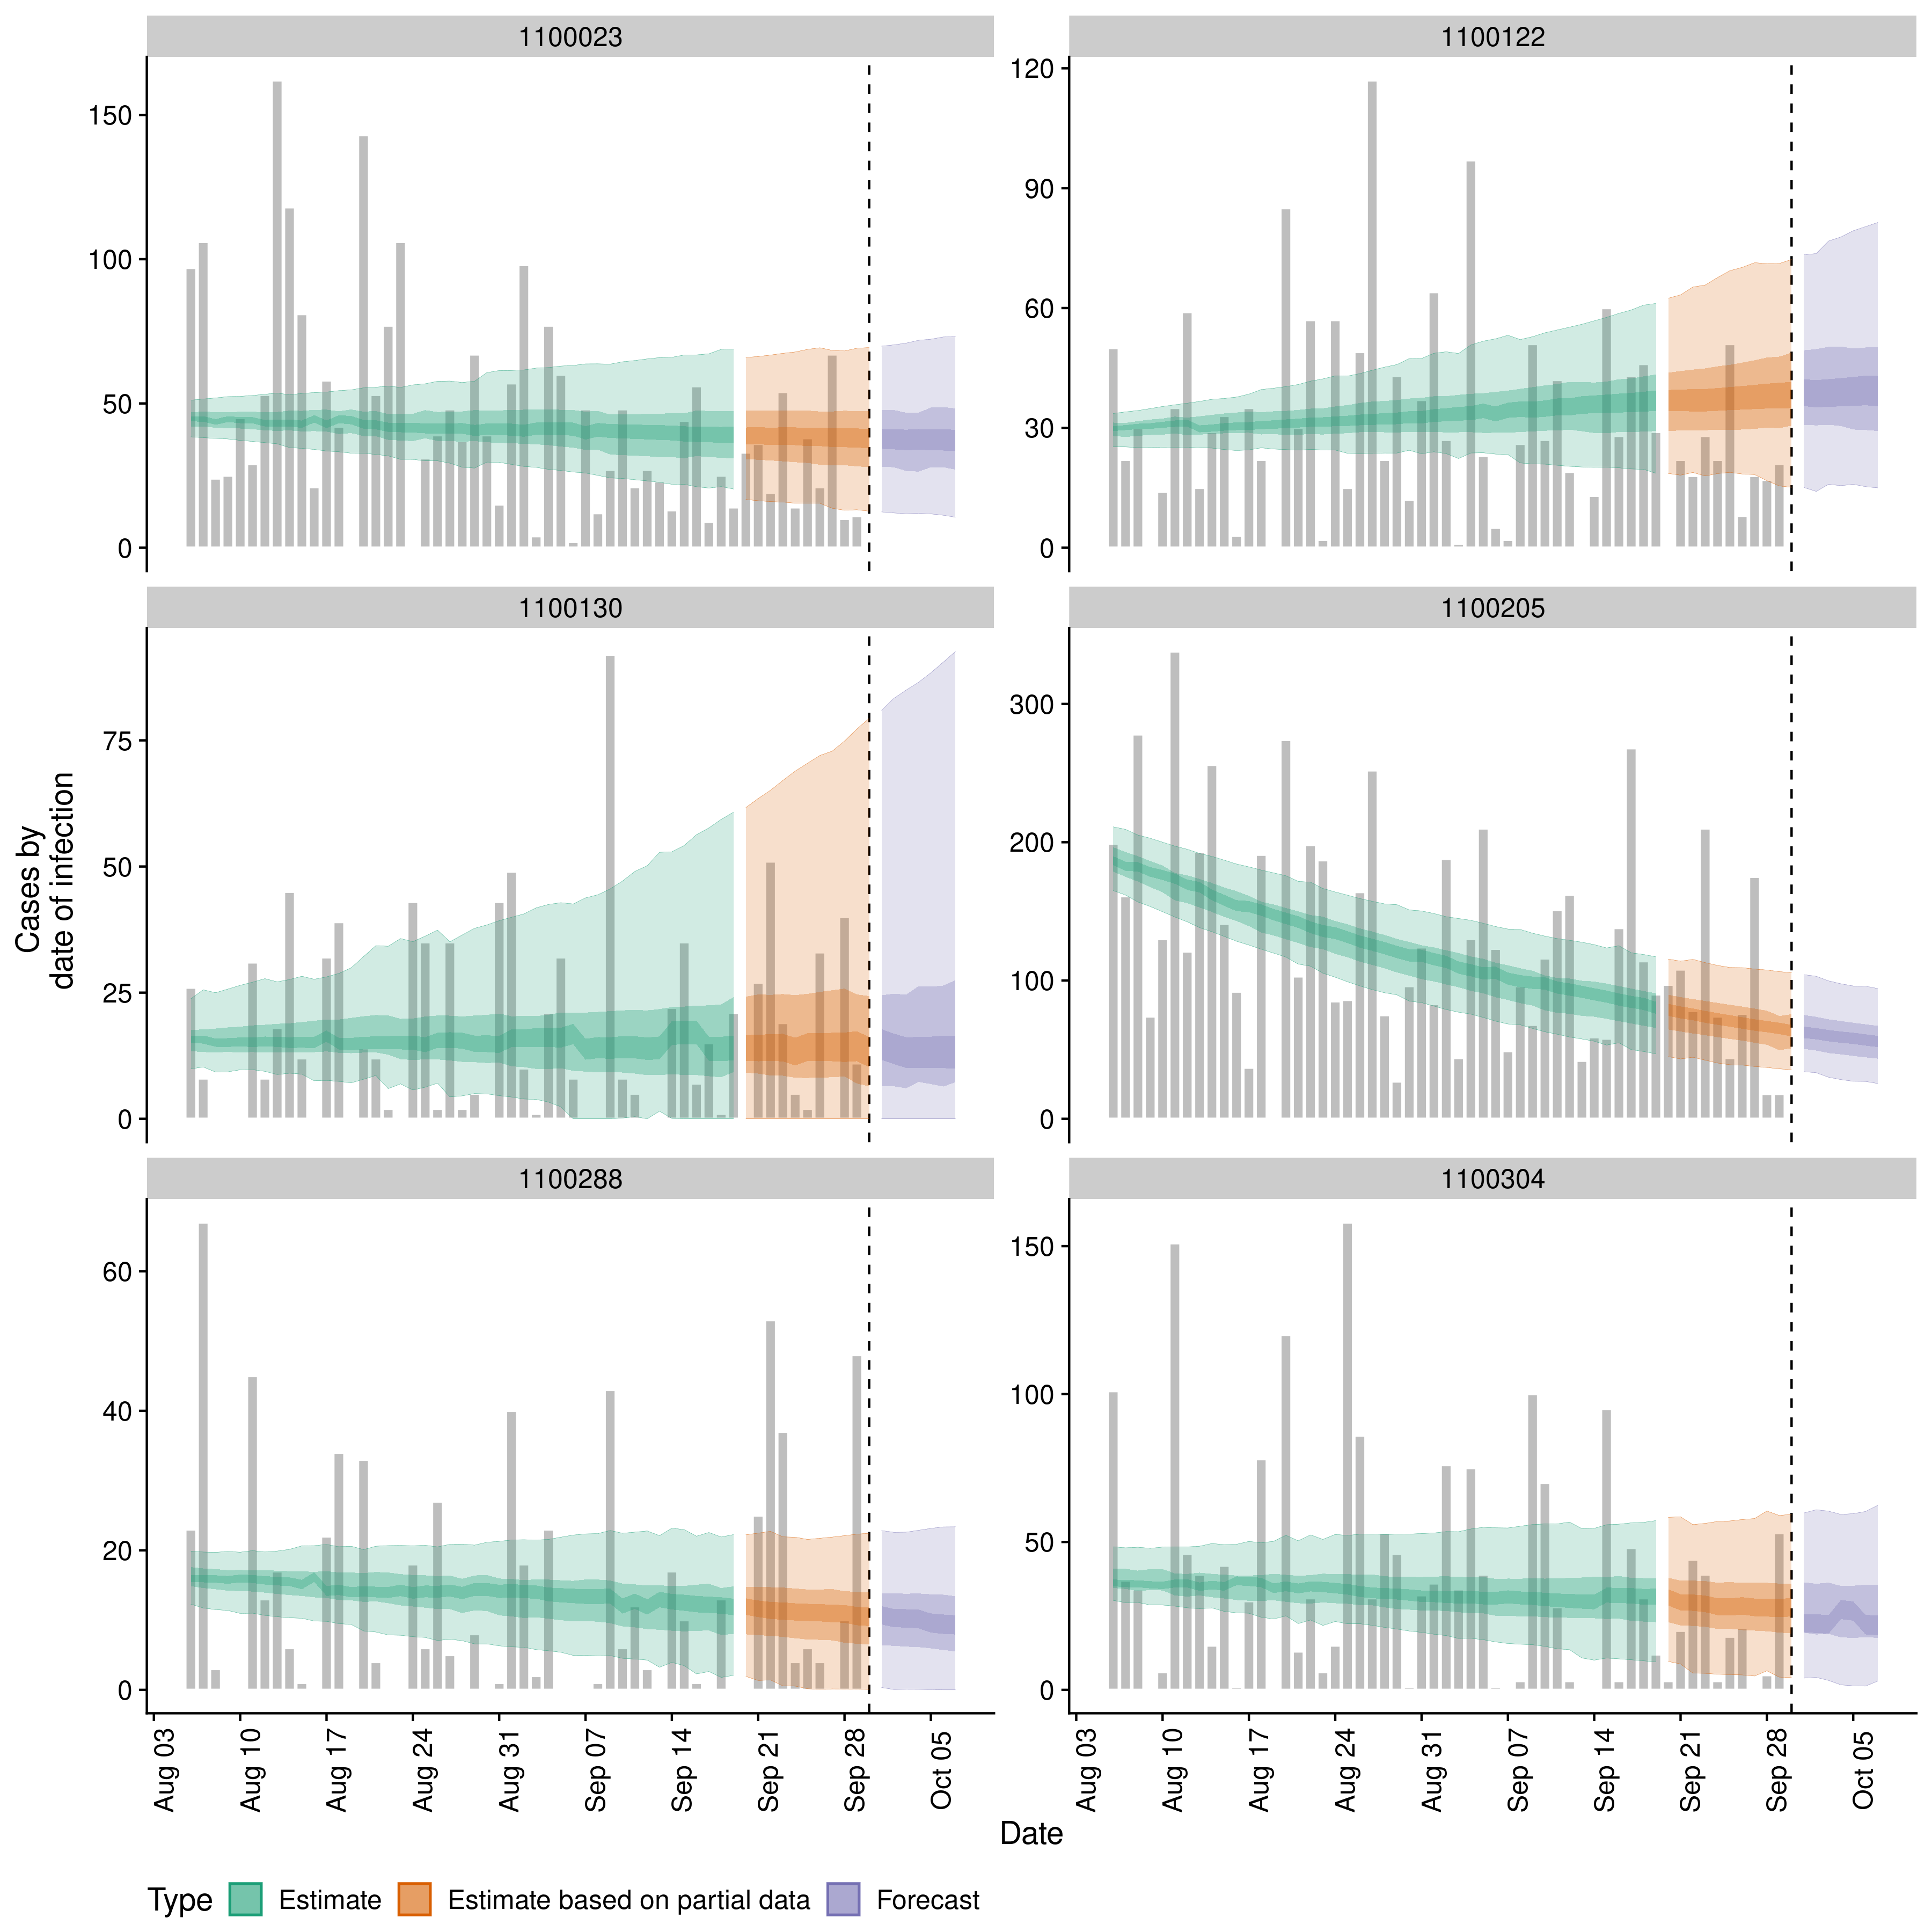 1100023
1100122
150
100
50
0
120
90
60
30
0
1100130
1100205
75
50
25
0
300
200
100
0
1100288
1100304
60
40
20
0
150
100
50
0
Cases by
date of infection
Aug 03
Aug 10
Aug 17
Aug 24
Aug 31
Sep 07
Sep 14
Sep 21
Sep 28
Oct 05
Aug 03
Aug 10
Aug 17
Aug 24
Aug 31
Sep 07
Sep 14
Sep 21
Sep 28
Oct 05
Date
Type Estimate Estimate based on partial data Forecast